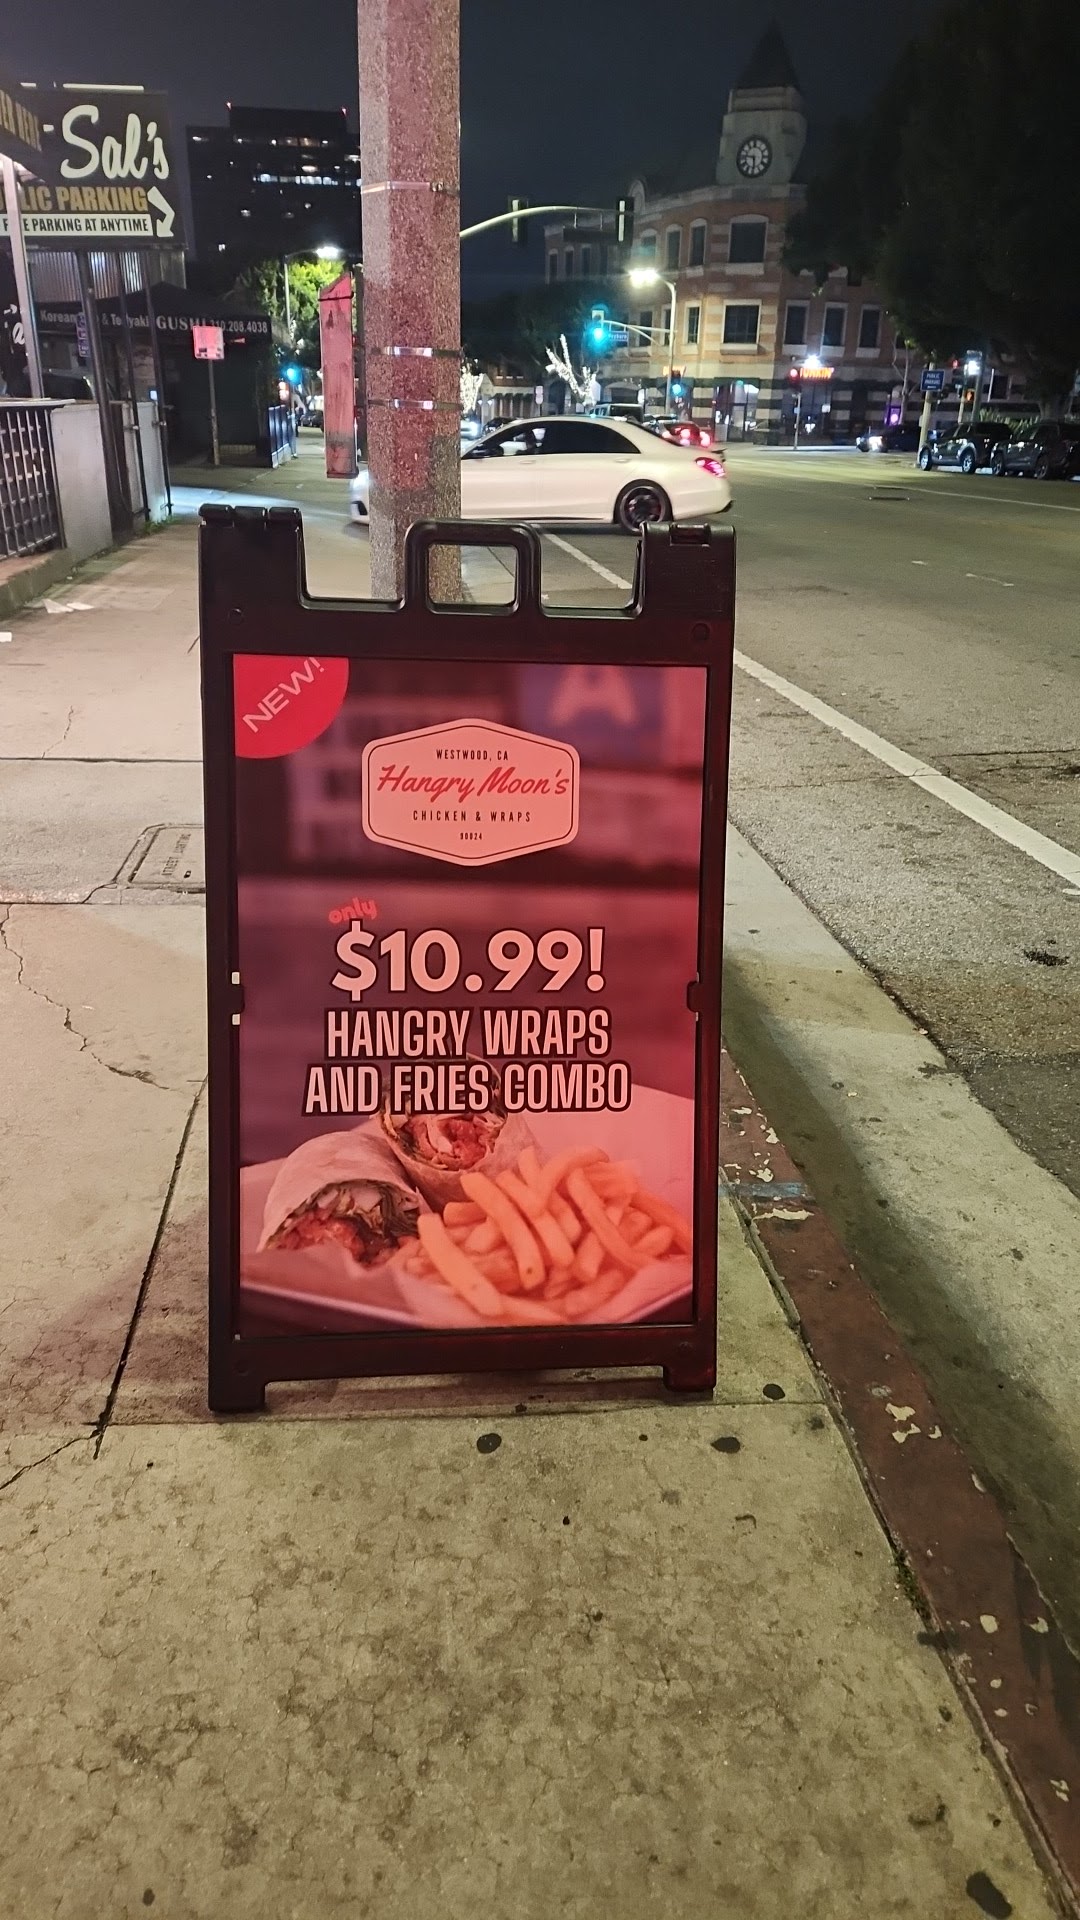 Sal's
LIC PARKING
PARKING AT ANYTIME
Korean
GUSHI 310.208.4038
NEW!
WESTWOOD, CA
Hangry Moon's
CHICKEN & WRAPS
90024
only
$10.99!
HANGRY WRAPS
AND FRIES COMBO
A